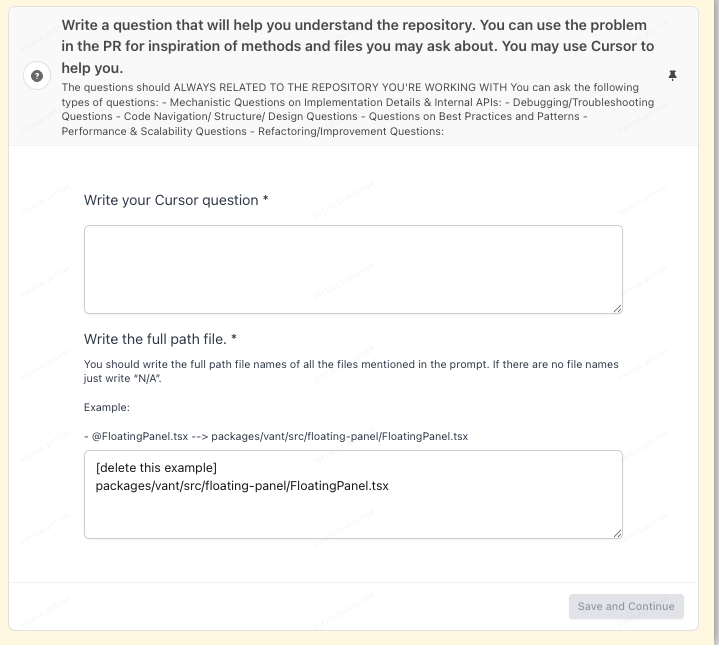 Write a question that will help you understand the repository. You can use the problem
in the PR for inspiration of methods and files you may ask about. You may use Cursor to
help you.
The questions should ALWAYS RELATED TO THE REPOSITORY YOU'RE WORKING WITH You can ask the following
types of questions: - Mechanistic Questions on Implementation Details & Internal APIs: - Debugging/Troubleshooting
Questions - Code Navigation/ Structure/ Design Questions - Questions on Best Practices and Patterns -
Performance & Scalability Questions - Refactoring/Improvement Questions:
Write your Cursor question *
Write the full path file. *
You should write the full path file names of all the files mentioned in the prompt. If there are no file names
just write “N/A”.
Example:
- @FloatingPanel.tsx --> packages/vant/src/floating-panel/FloatingPanel.tsx
[delete this example]
packages/vant/src/floating-panel/FloatingPanel.tsx
Save and Continue